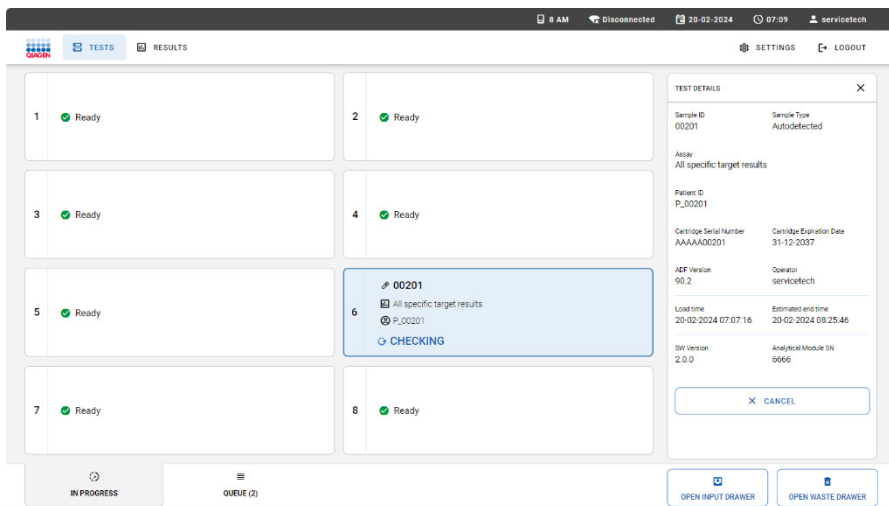 8 AM Disconnected 20-02-2024 07:09 servicetech
QIAGEN TESTS RESULTS SETTINGS LOGOUT
1 Ready
2 Ready
3 Ready
4 Ready
5 Ready
6
00201
All specific target results
P_00201
CHECKING
7 Ready
8 Ready
TEST DETAILS
Sample ID Sample Type
00201 Autodetected
Assay
All specific target results
Patient ID
P_00201
Cartridge Serial Number Cartridge Expiration Date
AAAAA00201 31-12-2037
ADF Version Operator
90.2 servicetech
Load time Estimated end time
20-02-2024 07:07:16 20-02-2024 08:25:46
SW Version Analytical Module SN
2.0.0 6666
CANCEL
IN PROGRESS QUEUE (2) OPEN INPUT DRAWER OPEN WASTE DRAWER